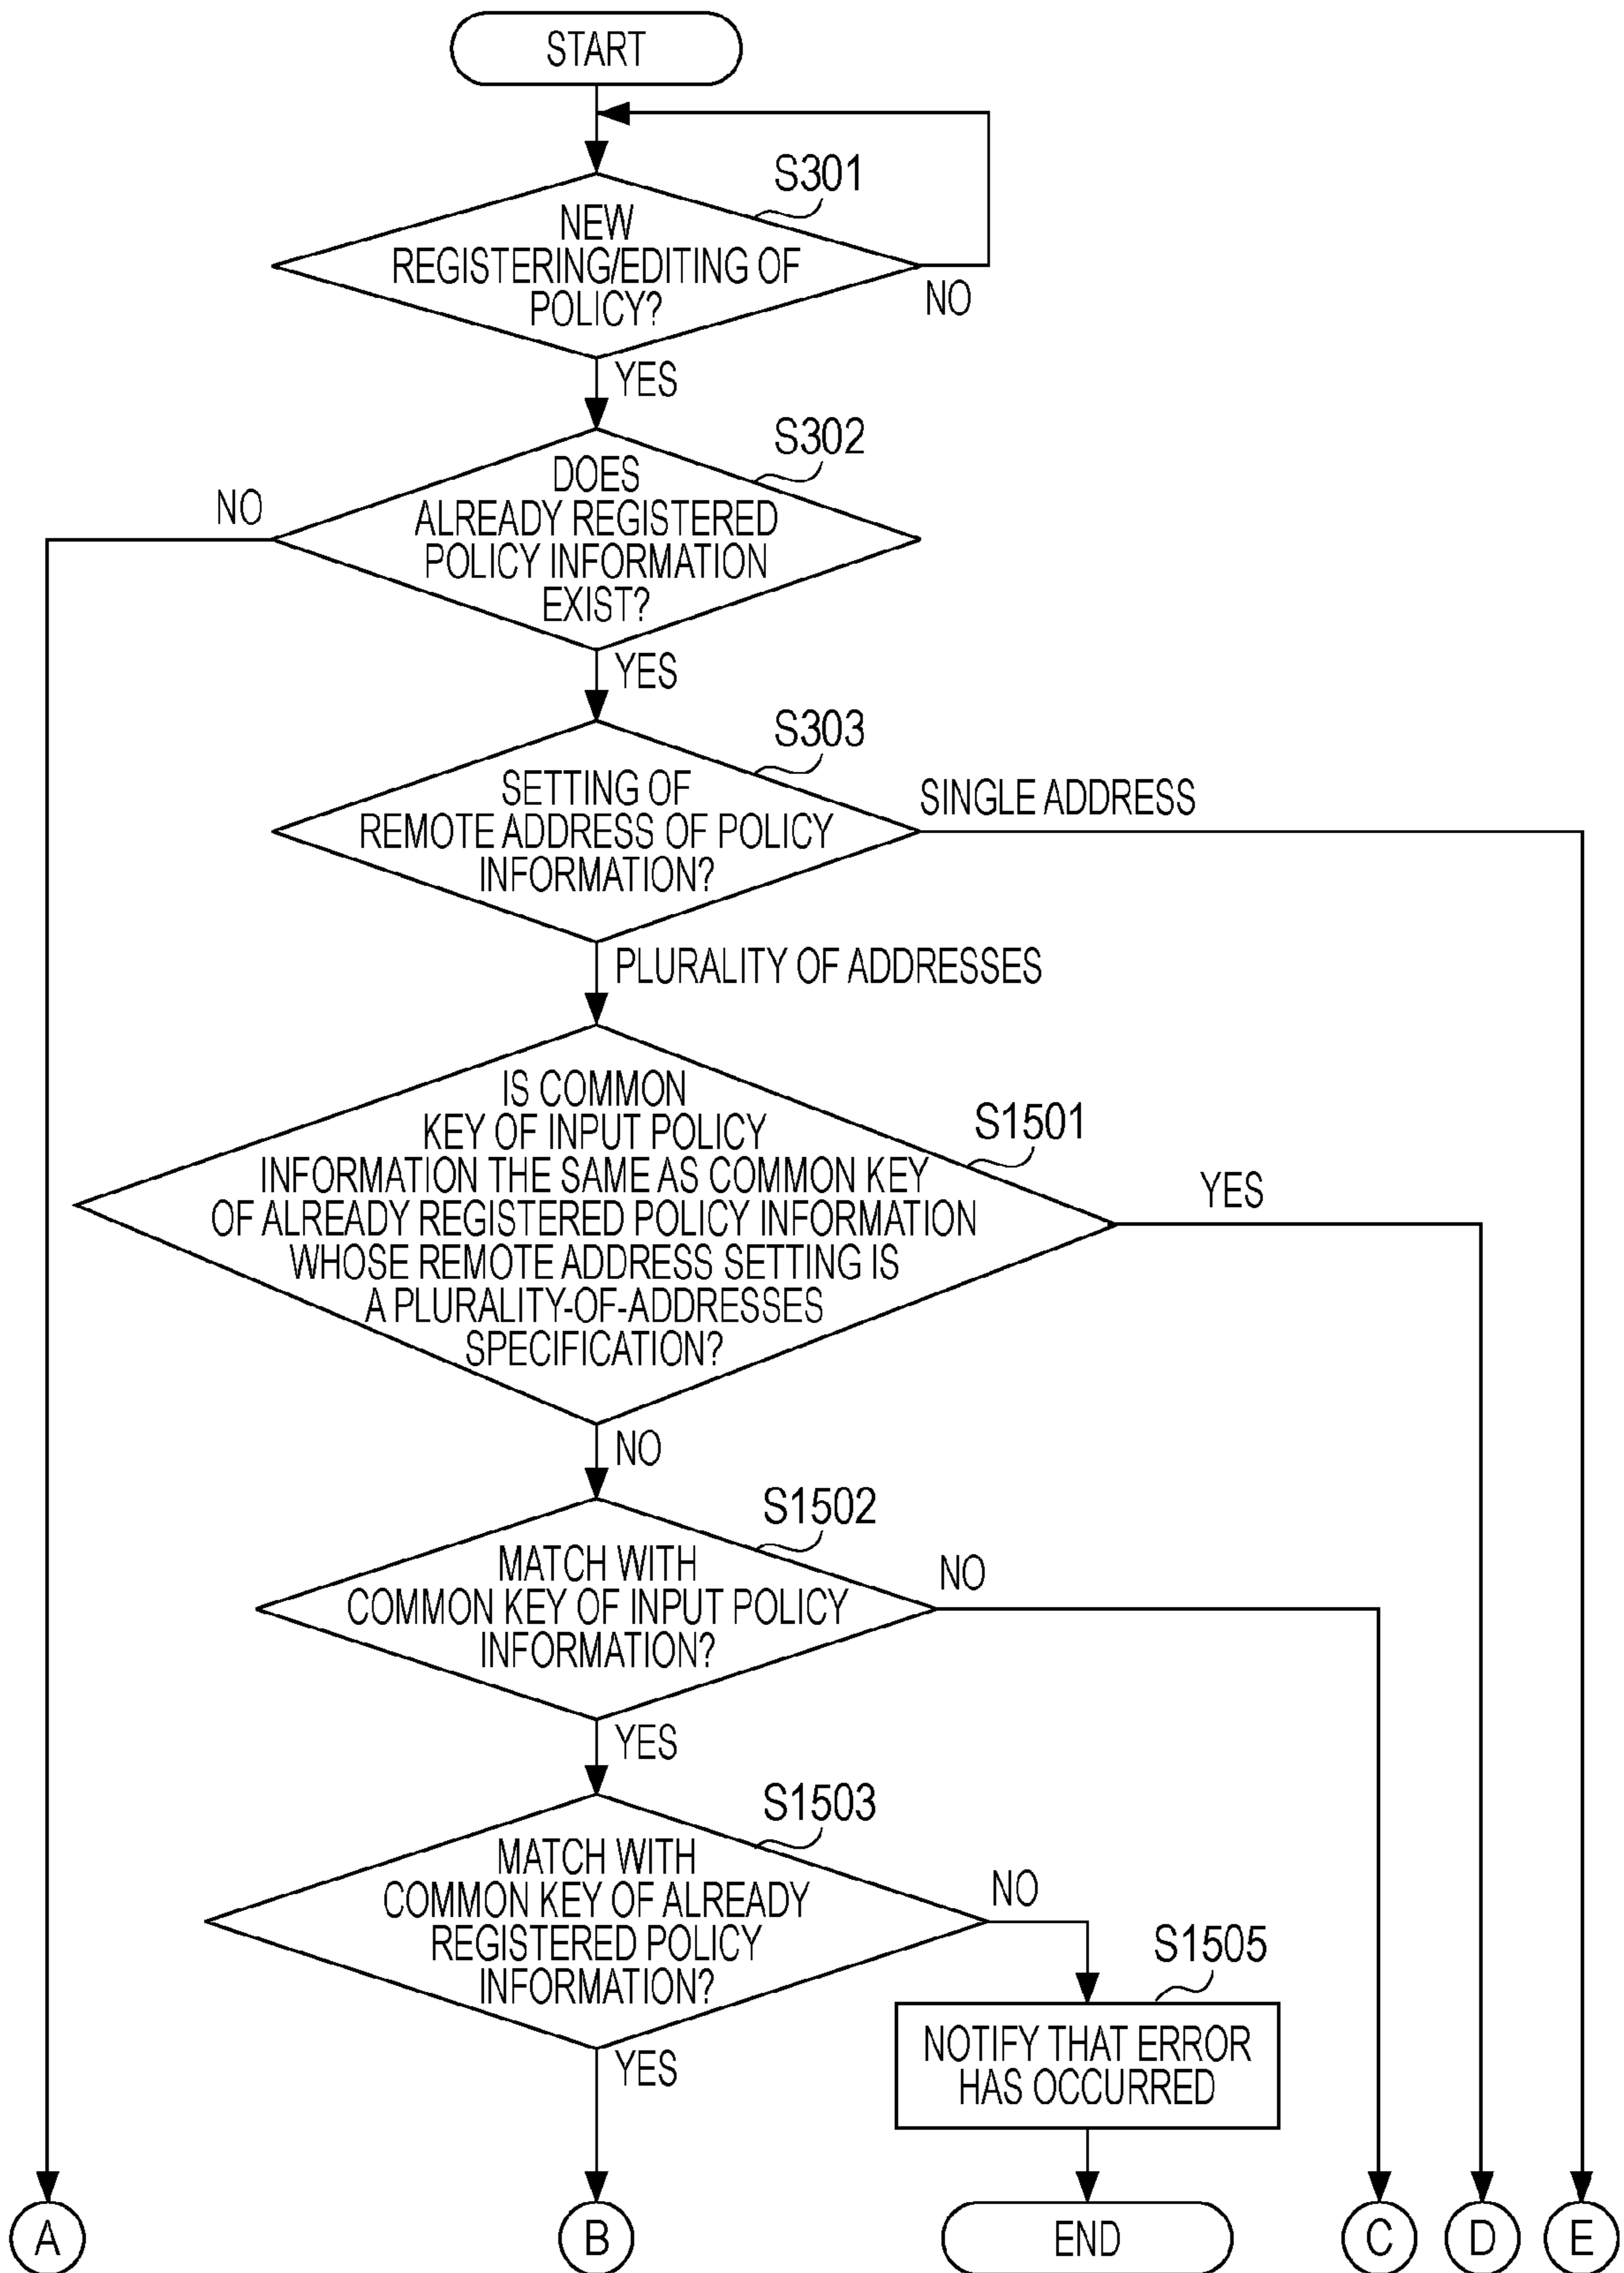 START
S301
NEW
REGISTERING/EDITING OF
POLICY?
NO
YES
S302
DOES
ALREADY REGISTERED
POLICY INFORMATION
EXIST?
NO
YES
S303
SETTING OF
REMOTE ADDRESS OF POLICY
INFORMATION?
SINGLE ADDRESS
PLURALITY OF ADDRESSES
S1501
IS COMMON
KEY OF INPUT POLICY
INFORMATION THE SAME AS COMMON KEY
OF ALREADY REGISTERED POLICY INFORMATION
WHOSE REMOTE ADDRESS SETTING IS
A PLURALITY-OF-ADDRESSES
SPECIFICATION?
YES
NO
S1502
MATCH WITH
COMMON KEY OF INPUT POLICY
INFORMATION?
NO
YES
S1503
MATCH WITH
COMMON KEY OF ALREADY
REGISTERED POLICY
INFORMATION?
NO
YES
S1505
NOTIFY THAT ERROR
HAS OCCURRED
A
B
END
C
D
E